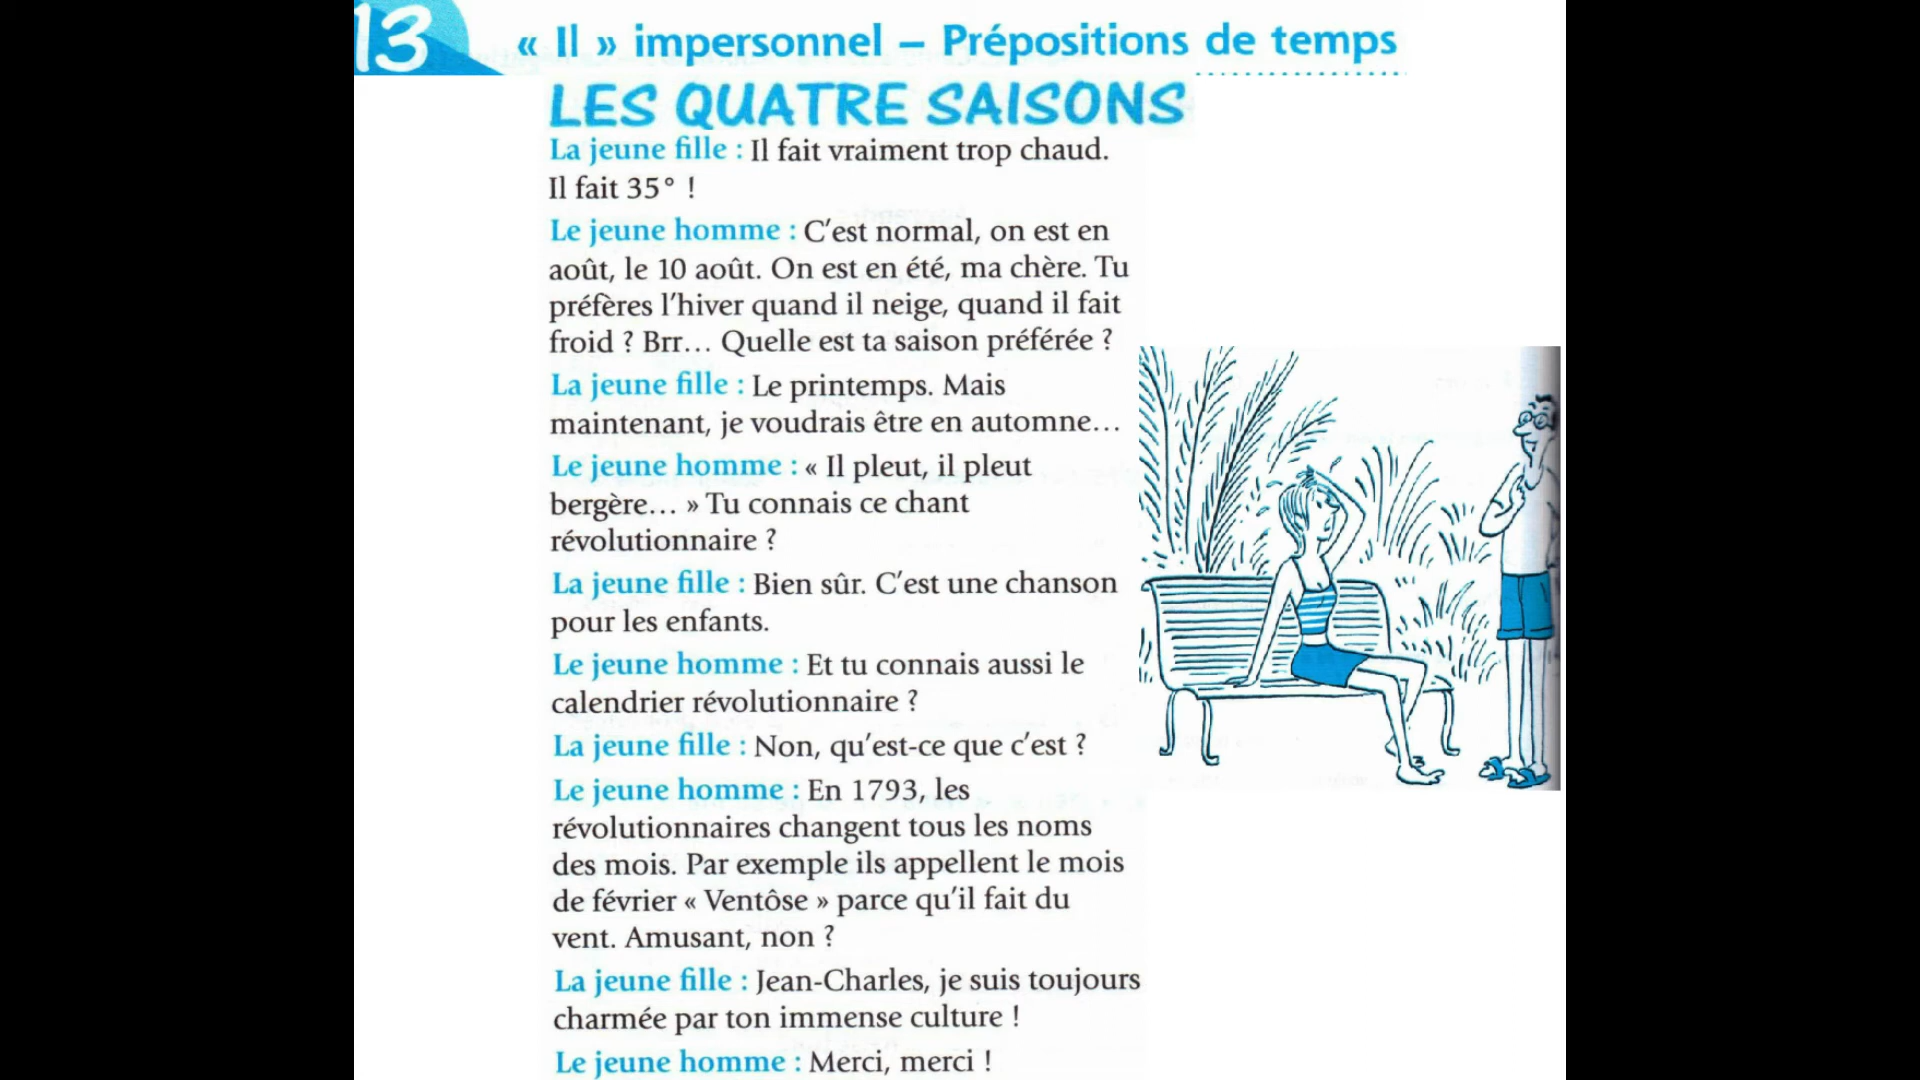 13
« Il » impersonnel – Prépositions de temps
LES QUATRE SAISONS
La jeune fille : Il fait vraiment trop chaud.
Il fait 35° !
Le jeune homme : C'est normal, on est en
août, le 10 août. On est en été, ma chère. Tu
préfères l'hiver quand il neige, quand il fait
froid ? Brr… Quelle est ta saison préférée ?
La jeune fille : Le printemps. Mais
maintenant, je voudrais être en automne…
Le jeune homme : « Il pleut, il pleut
bergère… » Tu connais ce chant
révolutionnaire ?
La jeune fille : Bien sûr. C'est une chanson
pour les enfants.
Le jeune homme : Et tu connais aussi le
calendrier révolutionnaire ?
La jeune fille : Non, qu'est-ce que c'est ?
Le jeune homme : En 1793, les
révolutionnaires changent tous les noms
des mois. Par exemple ils appellent le mois
de février « Ventôse » parce qu'il fait du
vent. Amusant, non ?
La jeune fille : Jean-Charles, je suis toujours
charmée par ton immense culture !
Le jeune homme : Merci, merci !